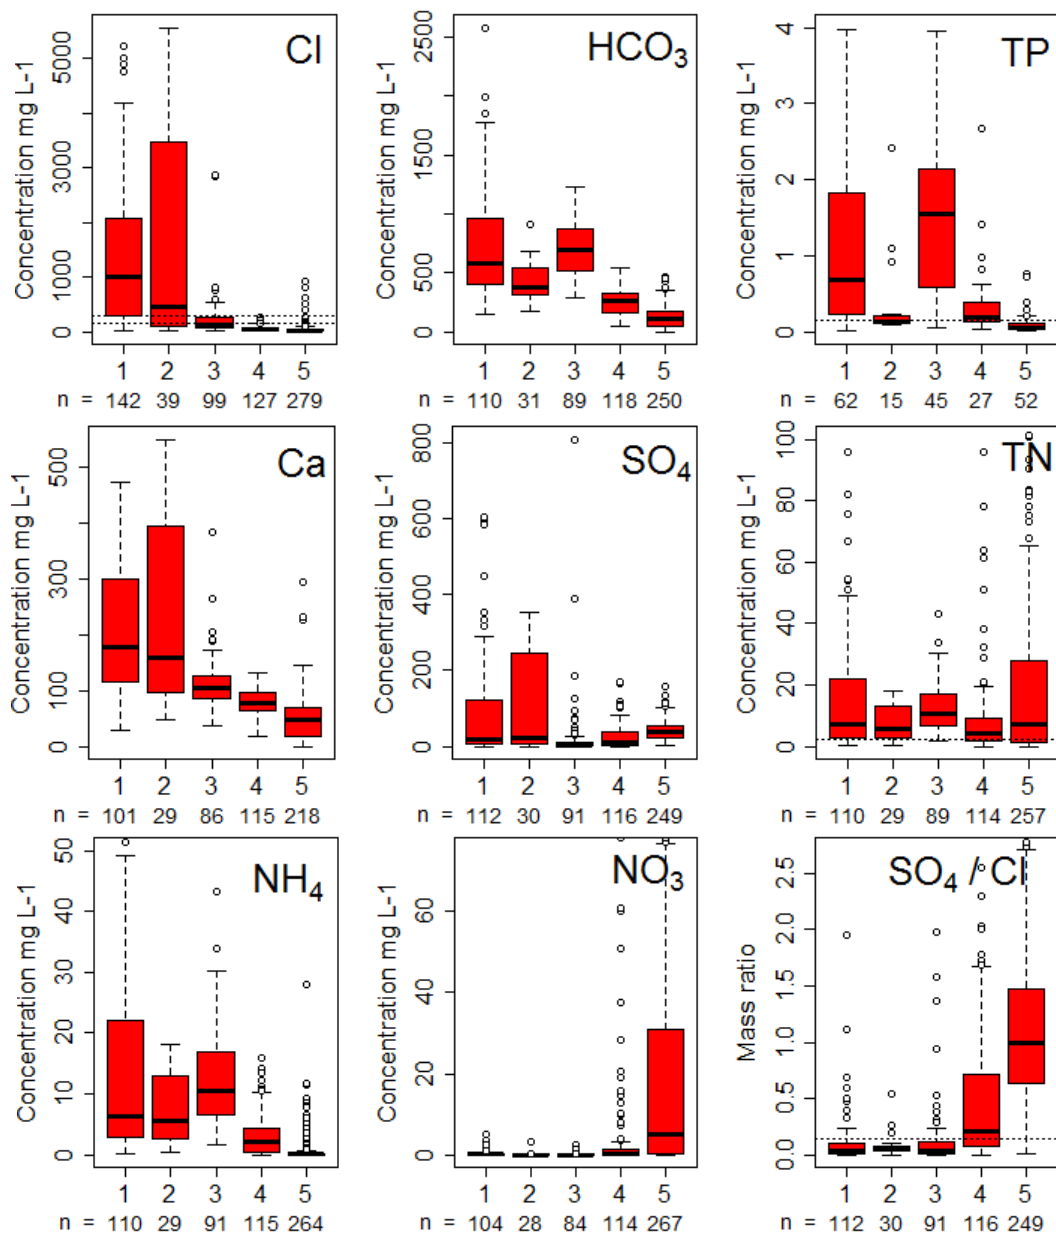 Cl
Concentration mg L-1
0
1000
3000
5000
1 2 3 4 5
n = 142 39 99 127 279
HCO3
Concentration mg L-1
0
500
1500
2500
1 2 3 4 5
n = 110 31 89 118 250
TP
Concentration mg L-1
0
1
2
3
4
1 2 3 4 5
n = 62 15 45 27 52
Ca
Concentration mg L-1
0
100
300
500
1 2 3 4 5
n = 101 29 86 115 218
SO4
Concentration mg L-1
0
200
400
600
800
1 2 3 4 5
n = 112 30 91 116 249
TN
Concentration mg L-1
0
20
40
60
80
100
1 2 3 4 5
n = 110 29 89 114 257
NH4
Concentration mg L-1
0
10
20
30
40
50
1 2 3 4 5
n = 110 29 91 115 264
NO3
Concentration mg L-1
0
20
40
60
1 2 3 4 5
n = 104 28 84 114 267
SO4 / Cl
Mass ratio
0.0
0.5
1.0
1.5
2.0
2.5
1 2 3 4 5
n = 112 30 91 116 249